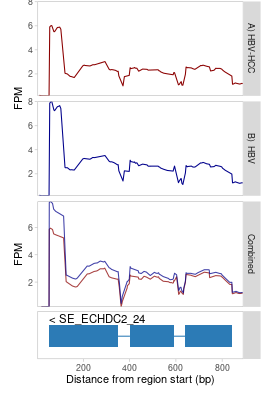 8
6
4
2
FPM
A) HBV-HCC
8
6
4
2
B) HBV
6
4
2
FPM
Combined
< SE_ECHDC2_24
200 400 600 800
Distance from region start (bp)